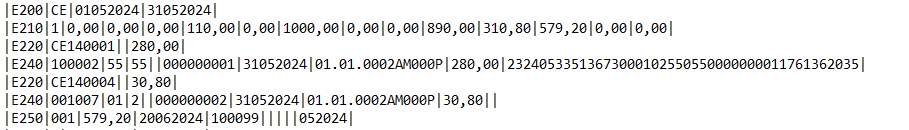 |E200|CE|01052024|31052024|
|E210|1|0,00|0,00|0,00|110,00|0,00|1000,00|0,00|0,00|890,00|310,80|579,20|0,00|0,00|
|E220|CE140001||280,00|
|E240|100002|55|55||000000001|31052024|01.01.0002AM000P|280,00|23240533513673000102550550000000011761362035|
|E220|CE140004||30,80|
|E240|001007|01|2||000000002|31052024|01.01.0002AM000P|30,80||
|E250|001|579,20|20062024|100099|||||052024|